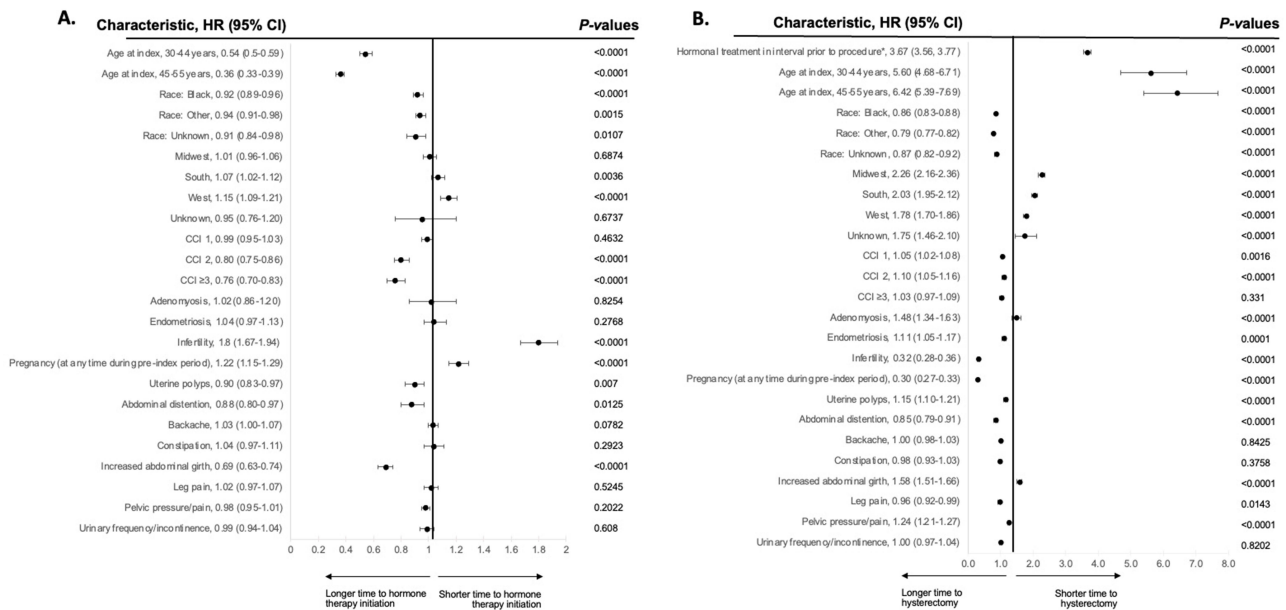 A.
Characteristic, HR (95% CI) P-values
Age at index, 30-44 years, 0.54 (0.5-0.59) <0.0001
Age at index, 45-55 years, 0.36 (0.33-0.39) <0.0001
Race: Black, 0.92 (0.89-0.96) <0.0001
Race: Other, 0.94 (0.91-0.98) 0.0015
Race: Unknown, 0.91 (0.84-0.98) 0.0107
Midwest, 1.01 (0.96-1.06) 0.6874
South, 1.07 (1.02-1.12) 0.0036
West, 1.15 (1.09-1.21) <0.0001
Unknown, 0.95 (0.76-1.20) 0.6737
CCI 1, 0.99 (0.95-1.03) 0.4632
CCI 2, 0.80 (0.75-0.86) <0.0001
CCI ≥3, 0.76 (0.70-0.83) <0.0001
Adenomyosis, 1.02 (0.86-1.20) 0.8254
Endometriosis, 1.04 (0.97-1.13) 0.2768
Infertility, 1.8 (1.67-1.94) <0.0001
Pregnancy (at any time during pre-index period), 1.22 (1.15-1.29) <0.0001
Uterine polyps, 0.90 (0.83-0.97) 0.007
Abdominal distention, 0.88 (0.80-0.97) 0.0125
Backache, 1.03 (1.00-1.07) 0.0782
Constipation, 1.04 (0.97-1.11) 0.2923
Increased abdominal girth, 0.69 (0.63-0.74) <0.0001
Leg pain, 1.02 (0.97-1.07) 0.5245
Pelvic pressure/pain, 0.98 (0.95-1.01) 0.2022
Urinary frequency/incontinence, 0.99 (0.94-1.04) 0.608
0 0.2 0.4 0.6 0.8 1 1.2 1.4 1.6 1.8 2
Longer time to hormone
therapy initiation
Shorter time to hormone
therapy initiation
B.
Characteristic, HR (95% CI) P-values
Hormonal treatment in interval prior to procedure*, 3.67 (3.56, 3.77) <0.0001
Age at index, 30-44 years, 5.60 (4.68-6.71) <0.0001
Age at index, 45-55 years, 6.42 (5.39-7.69) <0.0001
Race: Black, 0.86 (0.83-0.88) <0.0001
Race: Other, 0.79 (0.77-0.82) <0.0001
Race: Unknown, 0.87 (0.82-0.92) <0.0001
Midwest, 2.26 (2.16-2.36) <0.0001
South, 2.03 (1.95-2.12) <0.0001
West, 1.78 (1.70-1.86) <0.0001
Unknown, 1.75 (1.46-2.10) <0.0001
CCI 1, 1.05 (1.02-1.08) 0.0016
CCI 2, 1.10 (1.05-1.16) <0.0001
CCI ≥3, 1.03 (0.97-1.09) 0.331
Adenomyosis, 1.48 (1.34-1.63) <0.0001
Endometriosis, 1.11 (1.05-1.17) 0.0001
Infertility, 0.32 (0.28-0.36) <0.0001
Pregnancy (at any time during pre-index period), 0.30 (0.27-0.33) <0.0001
Uterine polyps, 1.15 (1.10-1.21) <0.0001
Abdominal distention, 0.85 (0.79-0.91) <0.0001
Backache, 1.00 (0.98-1.03) 0.8425
Constipation, 0.98 (0.93-1.03) 0.3758
Increased abdominal girth, 1.58 (1.51-1.66) <0.0001
Leg pain, 0.96 (0.92-0.99) 0.0143
Pelvic pressure/pain, 1.24 (1.21-1.27) <0.0001
Urinary frequency/incontinence, 1.00 (0.97-1.04) 0.8202
0.0 1.0 2.0 3.0 4.0 5.0 6.0 7.0 8.0
Longer time to
hysterectomy
Shorter time to
hysterectomy